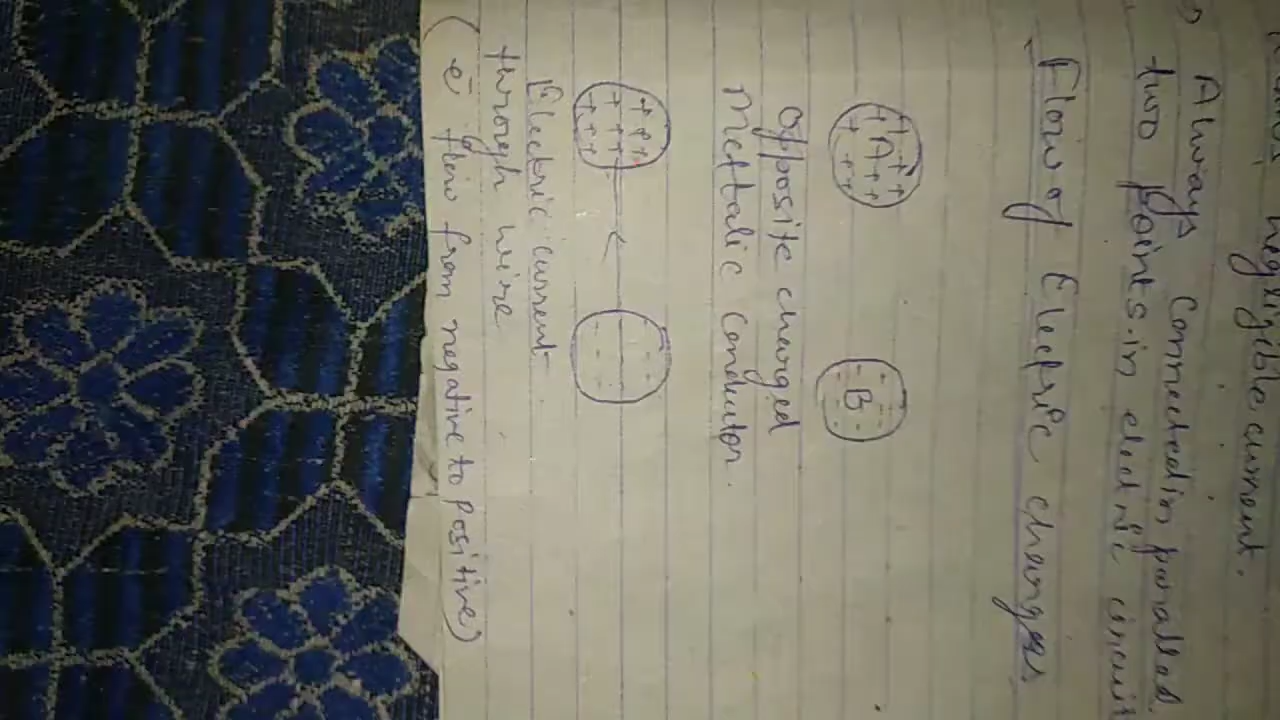 negligible current.
Always Connected in parallel
two points in electric circuit
Flow of Electric charges
+ + A + + + + + + + +
- - - B - - - -
Opposite charged
Mettalic Conductor.
+ + + + + + + + +
- - - - - -
Electric current
through wire
(e- flow from negative to positive)